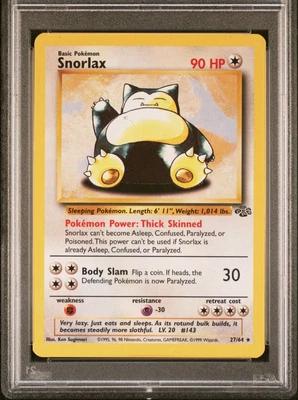 Basic Pokémon
Snorlax
90 HP
Sleeping Pokémon. Length: 6' 11", Weight: 1,014 lbs.
Pokémon Power: Thick Skinned
Snorlax can't become Asleep, Confused, Paralyzed, or
Poisoned. This power can't be used if Snorlax is
already Asleep, Confused, or Paralyzed.
Body Slam Flip a coin. If heads, the
Defending Pokémon is now Paralyzed.
30
weakness
resistance
retreat cost
-30
Very lazy. Just eats and sleeps. As its rotund bulk builds, it
becomes steadily more slothful. LV. 20 #143
Illus. Ken Sugimori
©1995, 96, 98 Nintendo, Creatures, GAMEFREAK. ©1999 Wizards.
27/64 ★